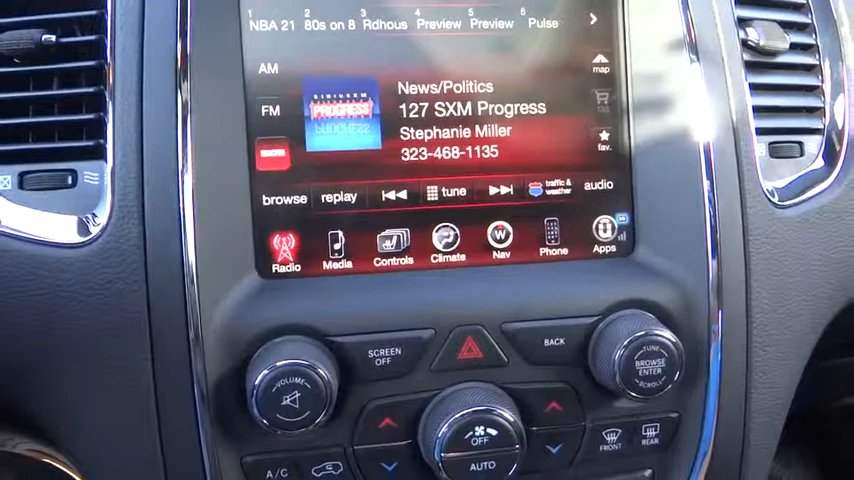 1 2 3 4 5 6
NBA 21 80s on 8 RdHous Preview Preview Pulse
AM
map
SIRIUSXM
PROGRESS
News/Politics
FM
127 SXM Progress
Stephanie Miller
fav.
323-468-1135
browse replay tune traffic & weather audio
Radio Media Controls Climate Nav Phone Apps
W
SCREEN OFF
BACK
TUNE
BROWSE
ENTER
SCROLL
VOLUME
OFF
AUTO
FRONT REAR
A/C